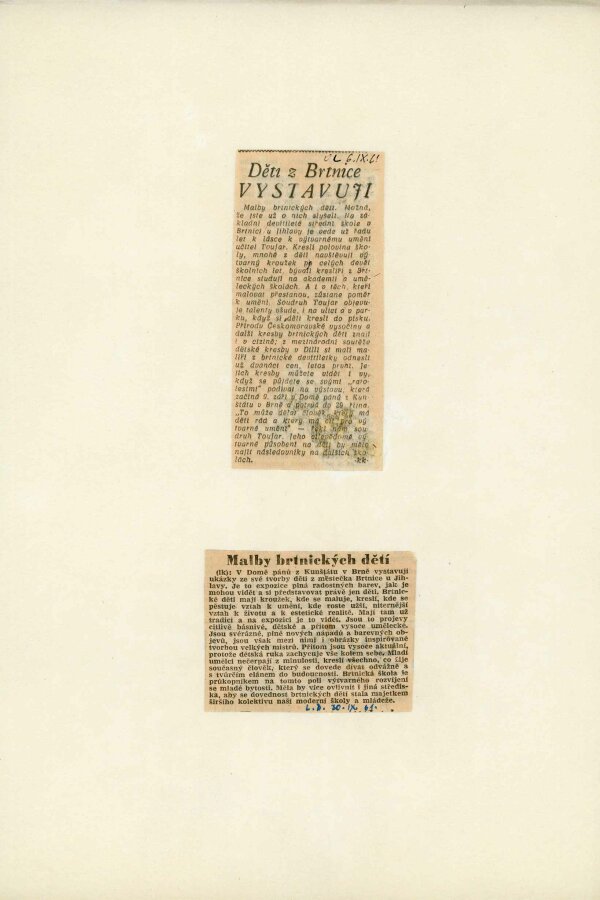 ČL 6.IX.61
Děti z Brtnice
VYSTAVUJÍ
Malby brtnických dětí. Možná,
že jste už o nich slyšeli. Na zá-
kladní devítileté střední škole v
Brtnici u Jihlavy je vede už řadu
let k lásce k výtvarnému umění
učitel Toufar. Kreslí polovina ško-
ly, mnohé z dětí navštěvují vý-
tvarný kroužek po celých devět
školních let, bývalí kreslíři z Brt-
nice studují na akademii a umě-
leckých školách. A i o těch, kteří
malovat přestanou, zůstane poměr
k umění. Soudruh Toufar objevu-
je talenty všude, i na ulici a v par-
ku, když si děti kreslí do písku.
Přírodu Českomoravské vysočiny a
další kresby brtnických dětí znají
i v cizině; z mezinárodní soutěže
dětské kresby v Dillí si malí ma-
líři z brtnické devítiletky odnesli
už dvanáct cen, letos první. Je-
jich kresby můžete vidět i vy,
když se půjdete se svými „rato-
lestmi" podívat na výstavu, která
začíná 9. září v Domě pánů z Kun-
štátu v Brně a potrvá do 29. října.
„To může dělat člověk, který má
děti rád a který má cit pro vý-
tvarné umění" — řekl nám sou-
druh Toufar. Jeho cílevědomé vý-
tvarné působení na děti by mělo
najít následovníky na dalších ško-
lách. -kk-
Malby brtnických dětí
(lk): V Domě pánů z Kunštátu v Brně vystavují
ukázky ze své tvorby děti z městečka Brtnice u Jih-
lavy. Je to expozice plná radostných barev, jak je
mohou vidět a si představovat právě jen děti. Brtnic-
ké děti mají kroužek, kde se maluje, kreslí, kde se
pěstuje vztah k umění, kde roste užší, niternější
vztah k životu a k estetické realitě. Mají tam už
tradici a na expozici je to vidět. Jsou to projevy
citlivě básnivé, dětské a přitom vysoce umělecké.
Jsou svérázné, plné nových nápadů a barevných ob-
jevů, jsou však mezi nimi i obrázky inspirované
tvorbou velkých mistrů. Přitom jsou vysoce aktuální,
protože dětská ruka zachycuje vše kolem sebe. Mladí
umělci nečerpají z minulosti, kreslí všechno, co žije
současný člověk, který se dovede dívat odvážně a
s tvůrčím elánem do budoucnosti. Brtnická škola je
průkopníkem na tomto poli výtvarného rozvíjení
se mladé bytosti. Měla by více ovlivnit i jiná středis-
ka, aby se dovednost brtnických dětí stala majetkem
širšího kolektivu naší moderní školy a mládeže.
L.D. 30.IX.61.